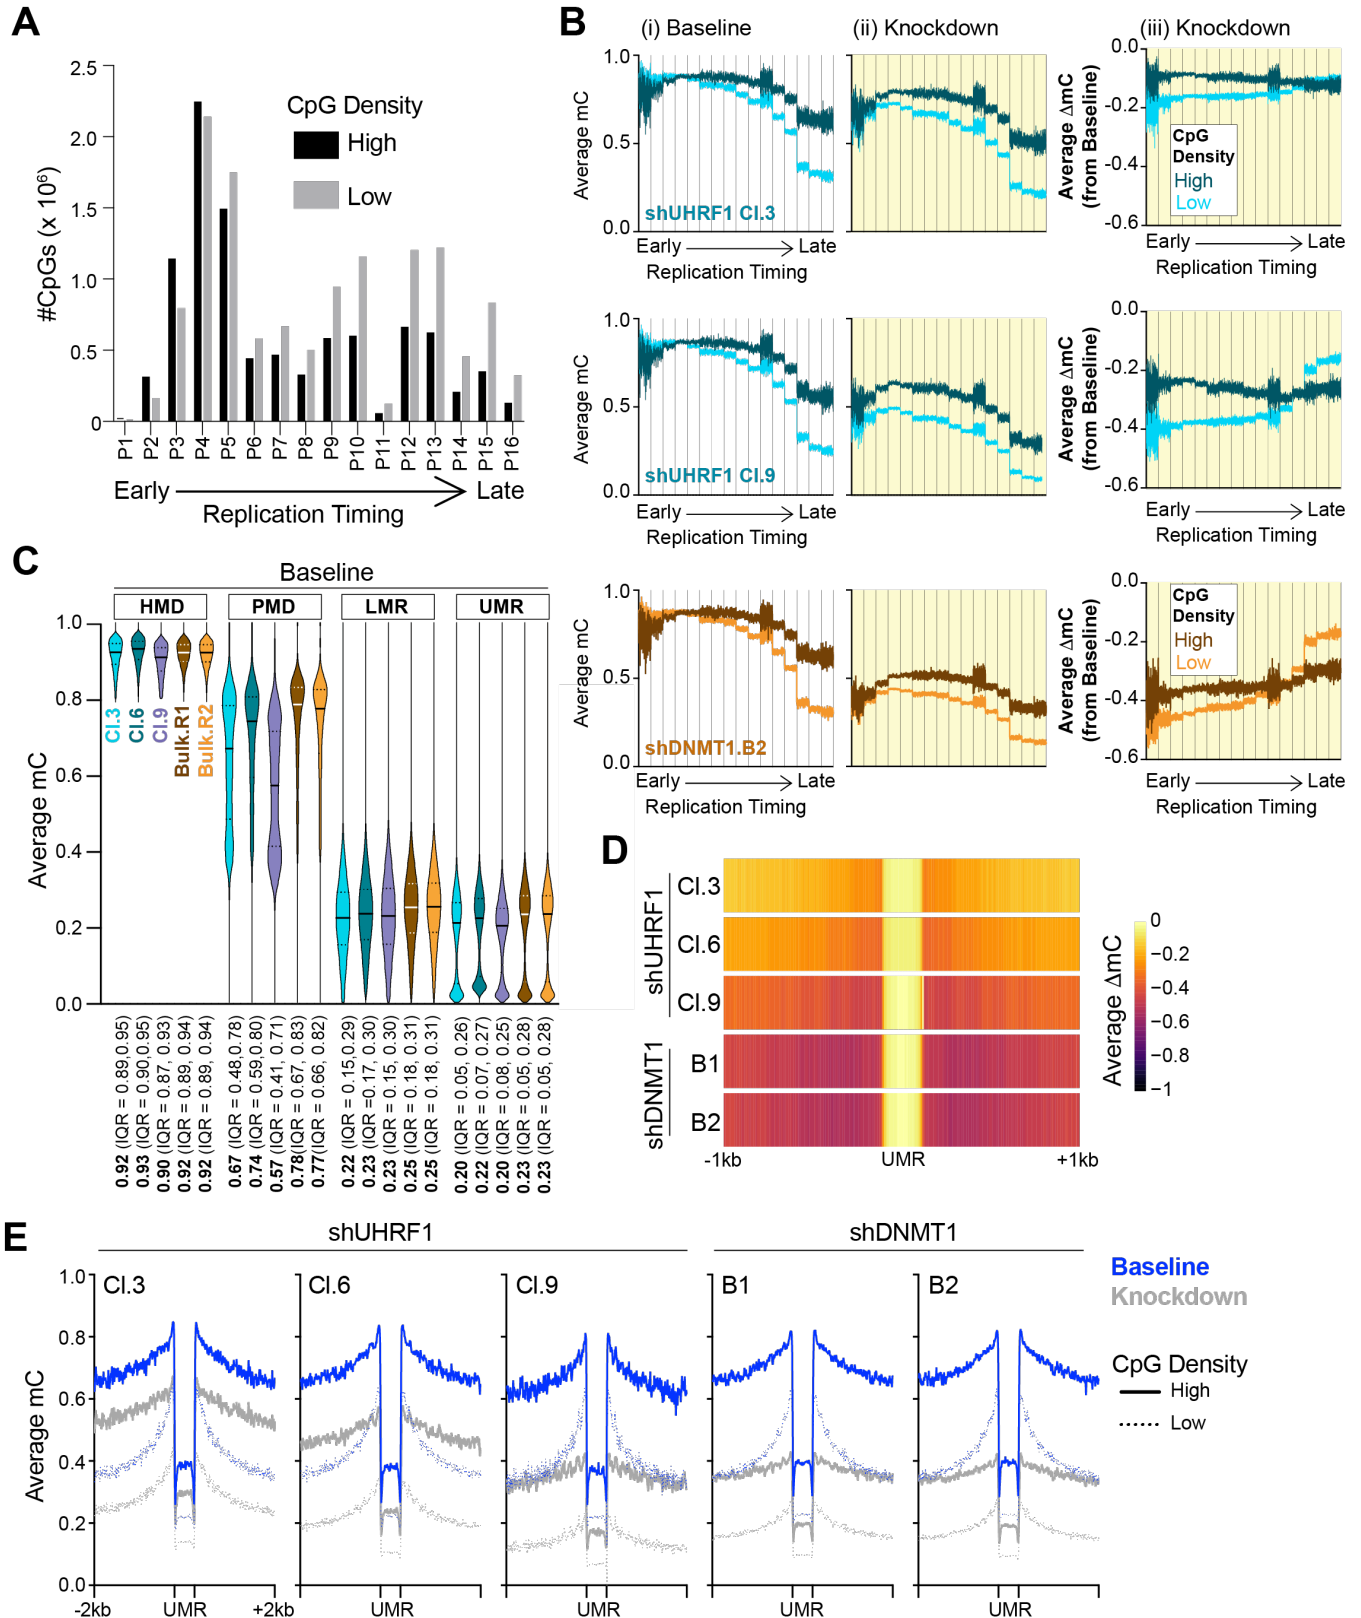 A
2.5
2.0
1.5
1.0
0.5
0
#CpGs (x 10⁶)
CpG Density
High
Low
P1
P2
P3
P4
P5
P6
P7
P8
P9
P10
P11
P12
P13
P14
P15
P16
Early
Late
Replication Timing
B
(i) Baseline
(ii) Knockdown
(iii) Knockdown
1.0
0.5
0.0
Average mC
shUHRF1 Cl.3
Early
Late
Replication Timing
0.0
-0.2
-0.4
-0.6
Average ΔmC
(from Baseline)
CpG
Density
High
Low
Early
Late
Replication Timing
1.0
0.5
0.0
Average mC
shUHRF1 Cl.9
Early
Late
Replication Timing
0.0
-0.2
-0.4
-0.6
Average ΔmC
(from Baseline)
Early
Late
Replication Timing
1.0
0.5
0.0
Average mC
shDNMT1.B2
Early
Late
Replication Timing
0.0
-0.2
-0.4
-0.6
Average ΔmC
(from Baseline)
CpG
Density
High
Low
Early
Late
Replication Timing
C
Baseline
HMD
PMD
LMR
UMR
1.0
0.8
0.6
0.4
0.2
0.0
Average mC
Cl.3
Cl.6
Cl.9
Bulk.R1
Bulk.R2
0.92 (IQR = 0.89,0.95)
0.93 (IQR = 0.90,0.95)
0.90 (IQR = 0.87, 0.93)
0.92 (IQR = 0.89, 0.94)
0.92 (IQR = 0.89, 0.94)
0.67 (IQR = 0.48,0.78)
0.74 (IQR = 0.59,0.80)
0.57 (IQR = 0.41, 0.71)
0.78(IQR = 0.67, 0.83)
0.77(IQR = 0.66, 0.82)
0.22 (IQR = 0.15,0.29)
0.23 (IQR =0.17, 0.30)
0.23 (IQR = 0.15, 0.30)
0.25 (IQR = 0.18, 0.31)
0.25 (IQR = 0.18, 0.31)
0.20 (IQR = 0.05, 0.26)
0.22 (IQR = 0.07, 0.27)
0.20 (IQR = 0.08, 0.25)
0.23 (IQR = 0.05, 0.28)
0.23 (IQR = 0.05, 0.28)
D
shUHRF1
Cl.3
Cl.6
Cl.9
shDNMT1
B1
B2
-1kb
UMR
+1kb
Average ΔmC
0
−0.2
−0.4
−0.6
−0.8
−1
E
shUHRF1
shDNMT1
Cl.3
Cl.6
Cl.9
B1
B2
1.0
0.8
0.6
0.4
0.2
0.0
Average mC
-2kb
UMR
+2kb
UMR
UMR
UMR
UMR
Baseline
Knockdown
CpG Density
High
Low